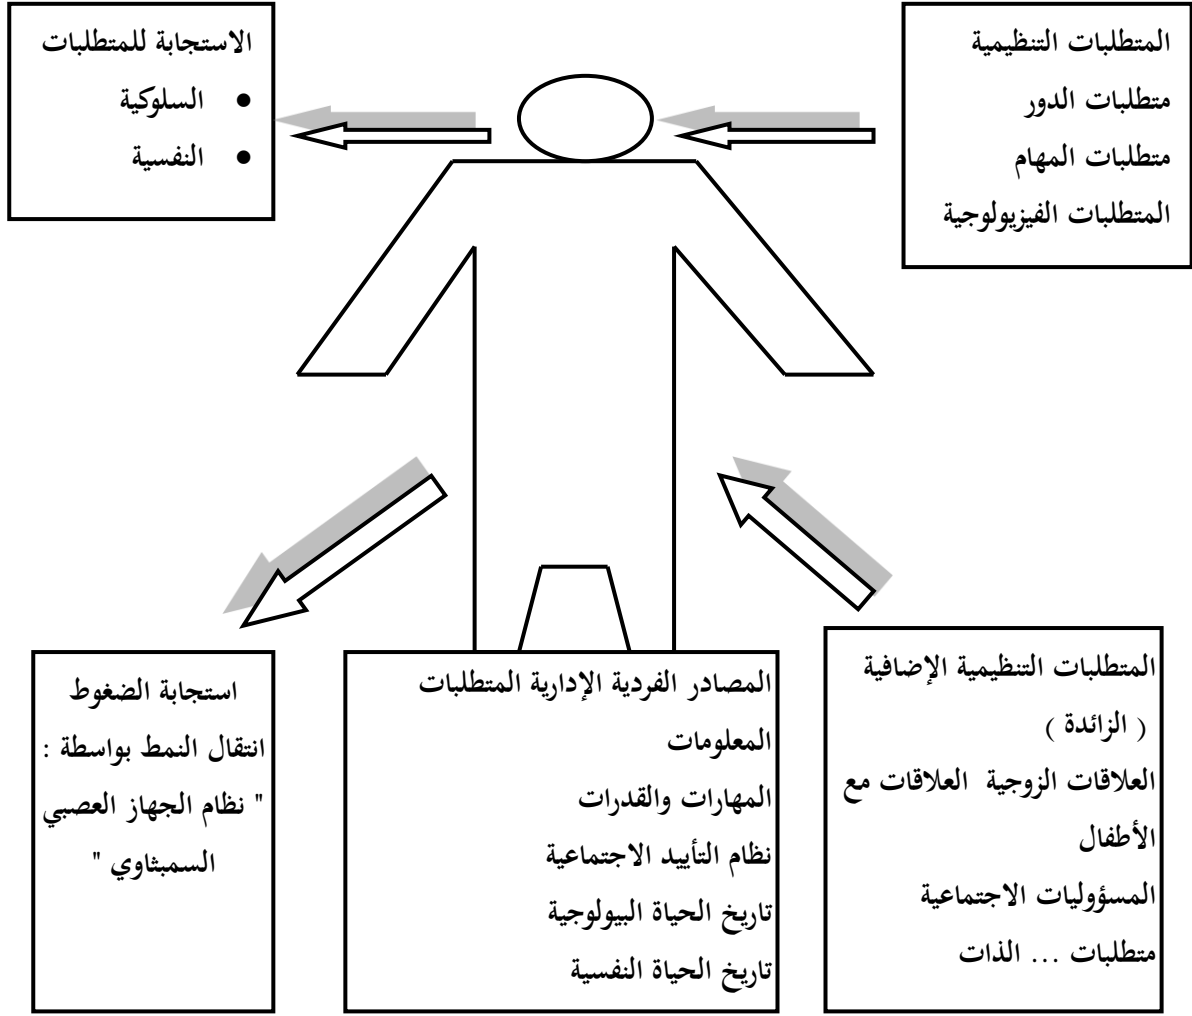 المتطلبات التنظيمية
متطلبات الدور
متطلبات المهام
المتطلبات الفيزيولوجية
الاستجابة للمتطلبات
• السلوكية
• النفسية
المتطلبات التنظيمية الإضافية
( الزائدة )
العلاقات الزوجية العلاقات مع
الأطفال
المسؤوليات الاجتماعية
متطلبات ... الذات
المصادر الفردية الإدارية المتطلبات
المعلومات
المهارات والقدرات
نظام التأييد الاجتماعية
تاريخ الحياة البيولوجية
تاريخ الحياة النفسية
استجابة الضغوط
انتقال النمط بواسطة :
" نظام الجهاز العصبي
السمبثاوي "